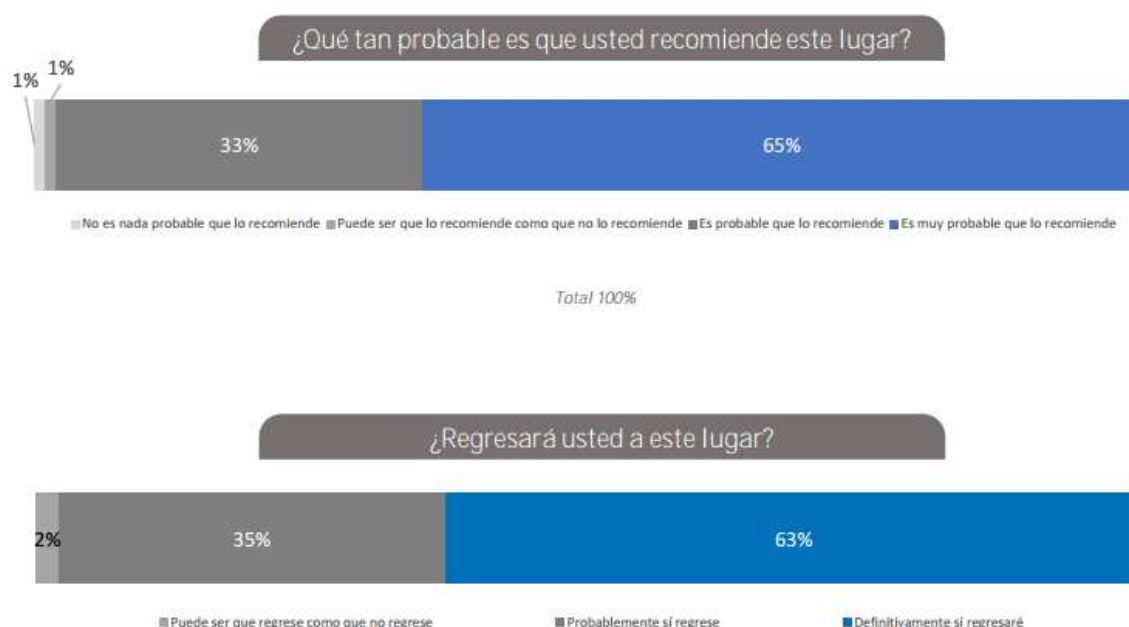 ¿Qué tan probable es que usted recomiende este lugar?
1%
1%
33%
65%
No es nada probable que lo recomiende Puede ser que lo recomiende como que no lo recomiende Es probable que lo recomiende Es muy probable que lo recomiende
Total 100%
¿Regresará usted a este lugar?
2%
35%
63%
Puede ser que regrese como que no regrese Probablemente sí regrese Definitivamente sí regresaré